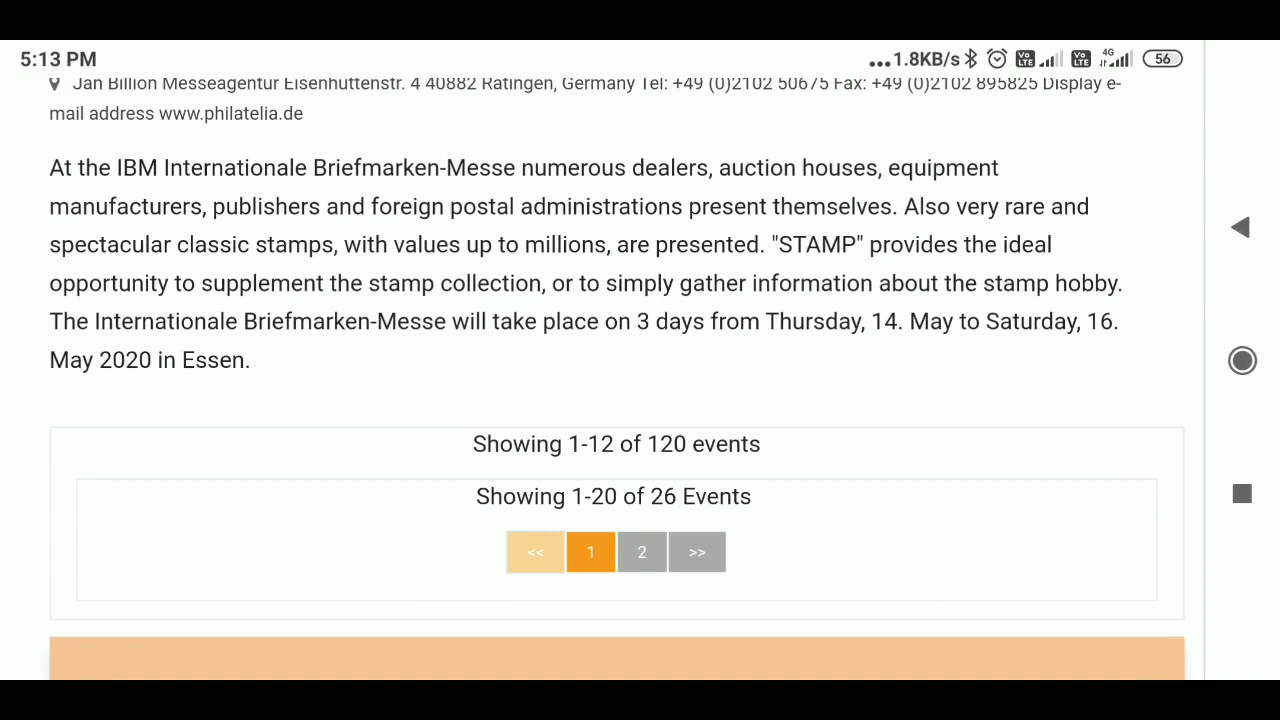 5:13 PM
...1.8KB/s 4G 56
Jan Billion Messeagentur Eisenhüttenstr. 4 40882 Ratingen, Germany Tel: +49 (0)2102 50675 Fax: +49 (0)2102 895825 Display e-
mail address www.philatelia.de
At the IBM Internationale Briefmarken-Messe numerous dealers, auction houses, equipment
manufacturers, publishers and foreign postal administrations present themselves. Also very rare and
spectacular classic stamps, with values up to millions, are presented. "STAMP" provides the ideal
opportunity to supplement the stamp collection, or to simply gather information about the stamp hobby.
The Internationale Briefmarken-Messe will take place on 3 days from Thursday, 14. May to Saturday, 16.
May 2020 in Essen.
Showing 1-12 of 120 events
Showing 1-20 of 26 Events
<< 1 2 >>